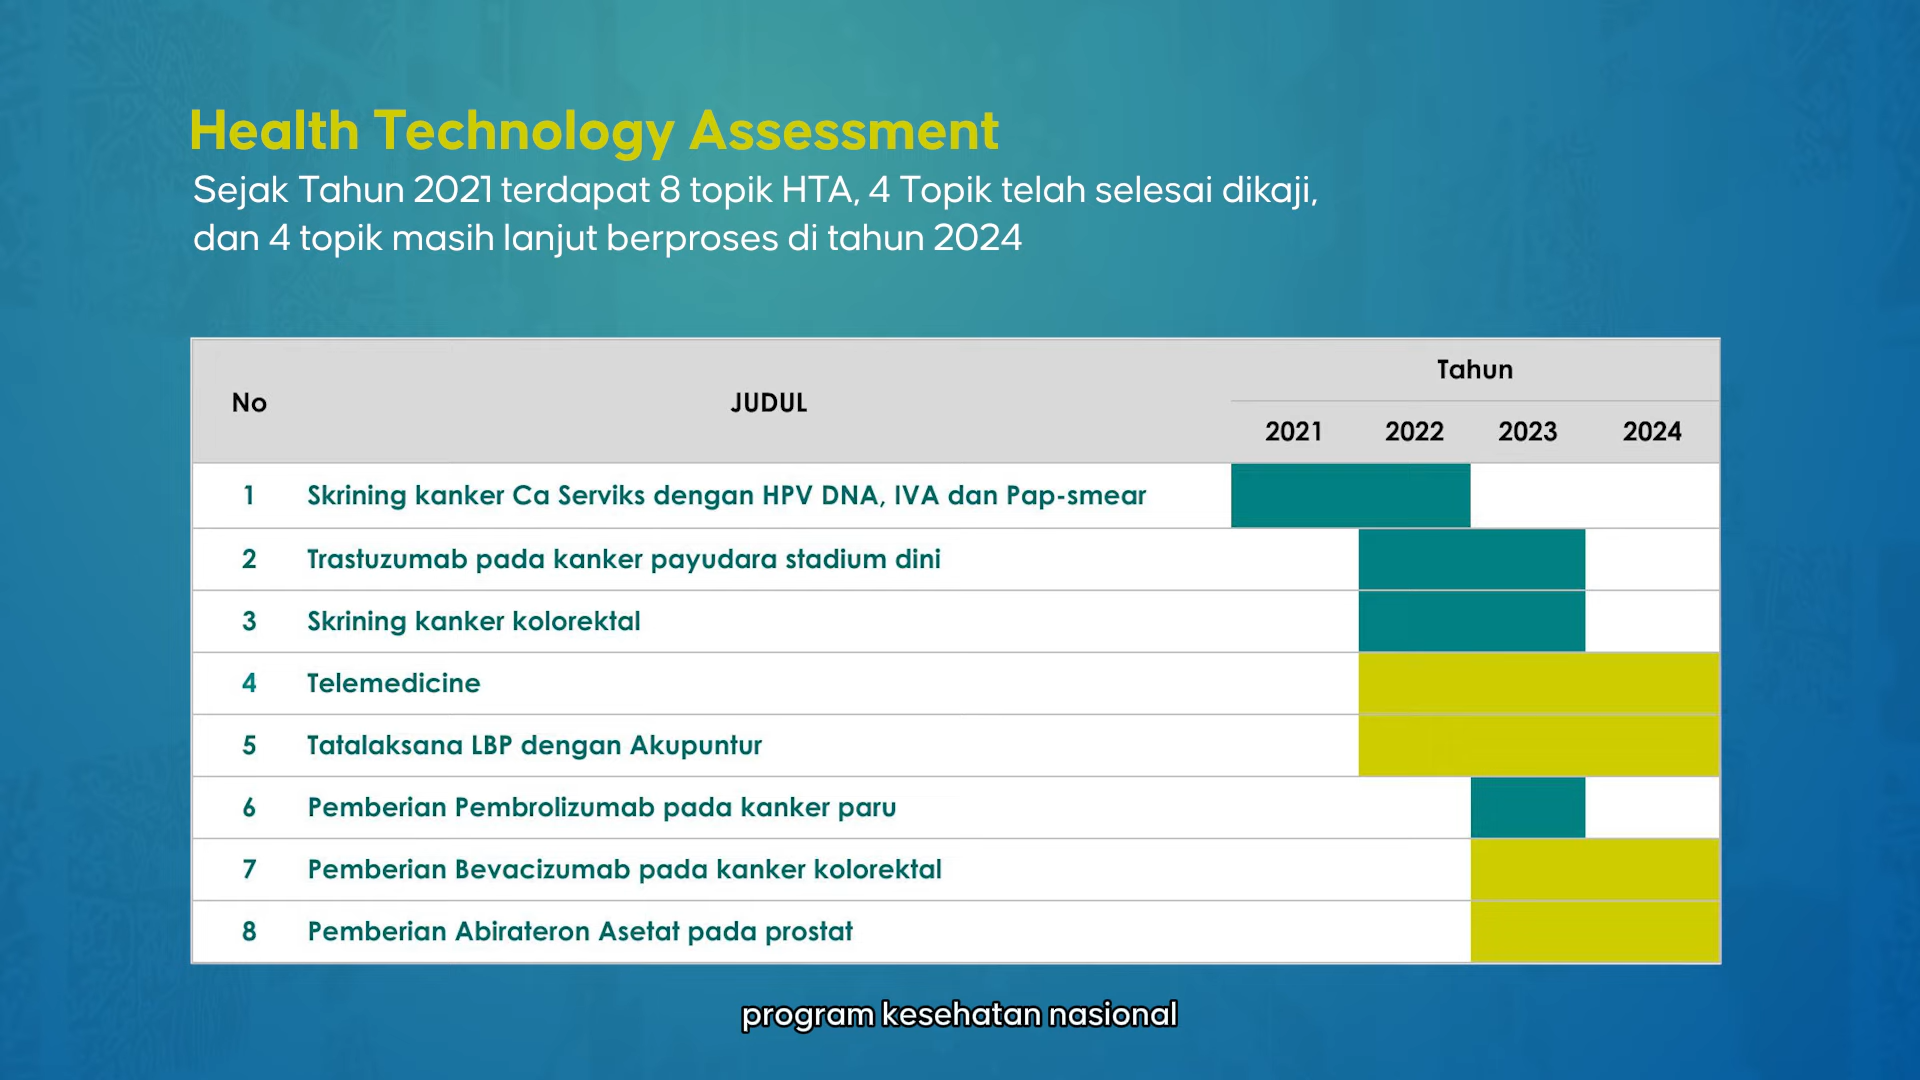 Health Technology Assessment
Sejak Tahun 2021 terdapat 8 topik HTA, 4 Topik telah selesai dikaji,
dan 4 topik masih lanjut berproses di tahun 2024
No JUDUL Tahun
2021 2022 2023 2024
1 Skrining kanker Ca Serviks dengan HPV DNA, IVA dan Pap-smear
2 Trastuzumab pada kanker payudara stadium dini
3 Skrining kanker kolorektal
4 Telemedicine
5 Tatalaksana LBP dengan Akupuntur
6 Pemberian Pembrolizumab pada kanker paru
7 Pemberian Bevacizumab pada kanker kolorektal
8 Pemberian Abirateron Asetat pada prostat
program kesehatan nasional